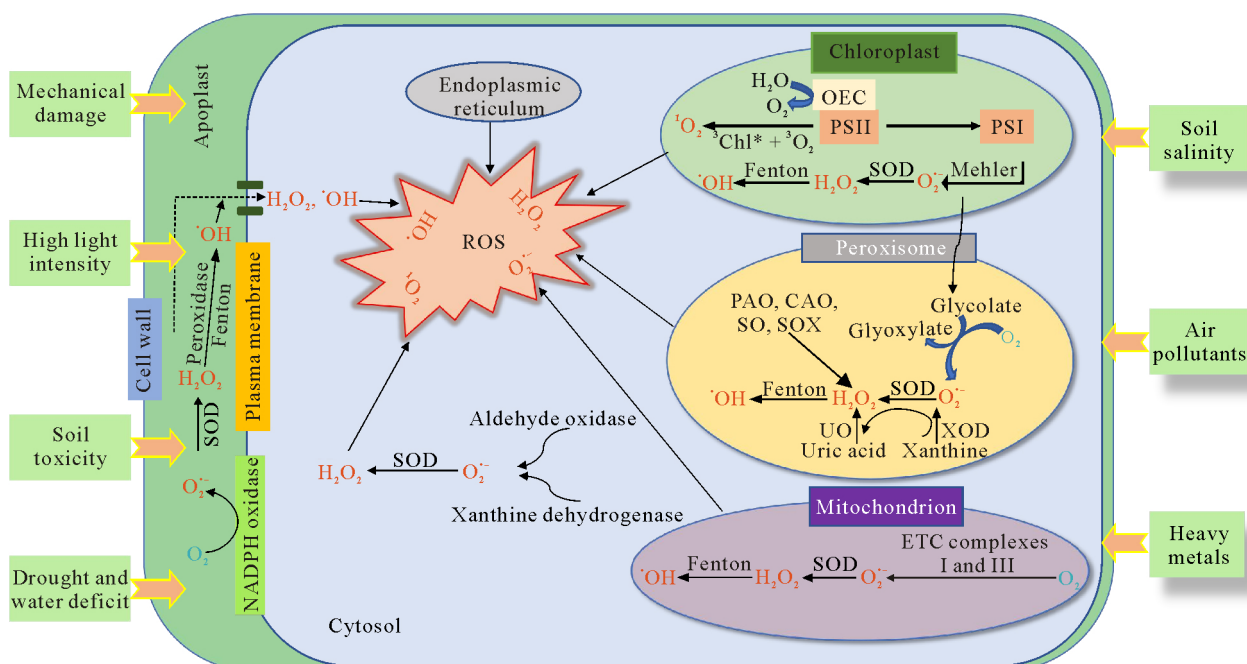 Mechanical
damage
High light
intensity
Soil
toxicity
Drought and
water deficit
Cell wall
Apoplast
Plasma membrane
NADPH oxidase
˙OH
Peroxidase
Fenton
H₂O₂
SOD
O₂˙⁻
O₂
H₂O₂, ˙OH
Endoplasmic
reticulum
˙OH
H₂O₂
ROS
¹O₂
O₂˙⁻
Aldehyde oxidase
H₂O₂ SOD O₂˙⁻
Xanthine dehydrogenase
Cytosol
Chloroplast
H₂O
O₂
OEC
¹O₂
PSII
PSI
³Chl* + ³O₂
˙OH Fenton H₂O₂ SOD O₂˙⁻ Mehler
Peroxisome
PAO, CAO,
SO, SOX
Glycolate
Glyoxylate
O₂
˙OH Fenton H₂O₂ SOD O₂˙⁻
UO XOD
Uric acid Xanthine
Mitochondrion
ETC complexes
I and III
˙OH Fenton H₂O₂ SOD O₂˙⁻ O₂
Soil
salinity
Air
pollutants
Heavy
metals